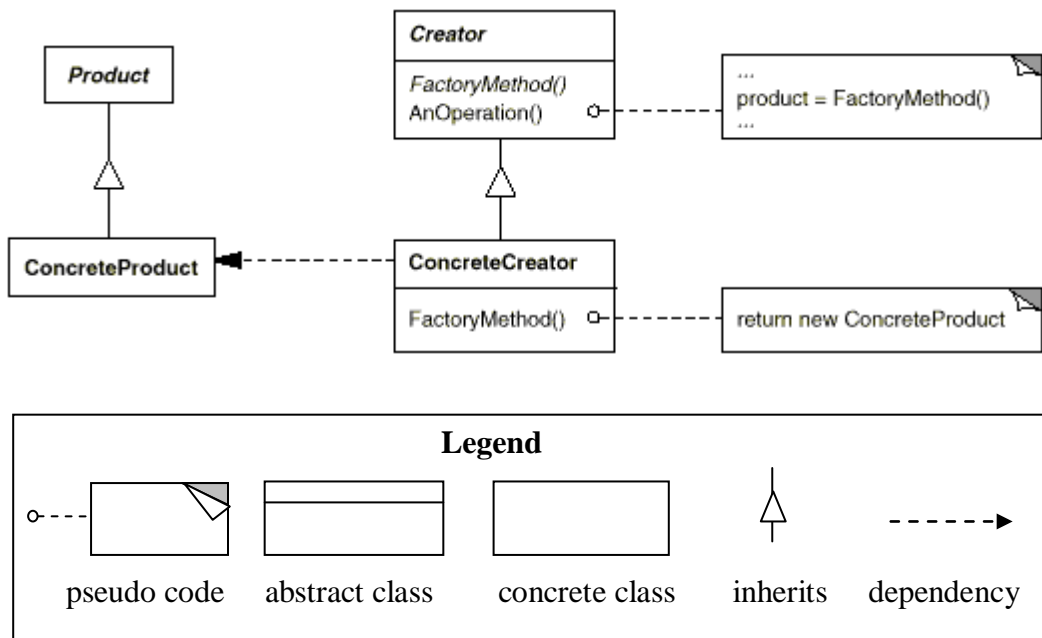 Product
ConcreteProduct
Creator
FactoryMethod()
AnOperation()
...
product = FactoryMethod()
...
ConcreteCreator
FactoryMethod()
return new ConcreteProduct
Legend
pseudo code
abstract class
concrete class
inherits
dependency